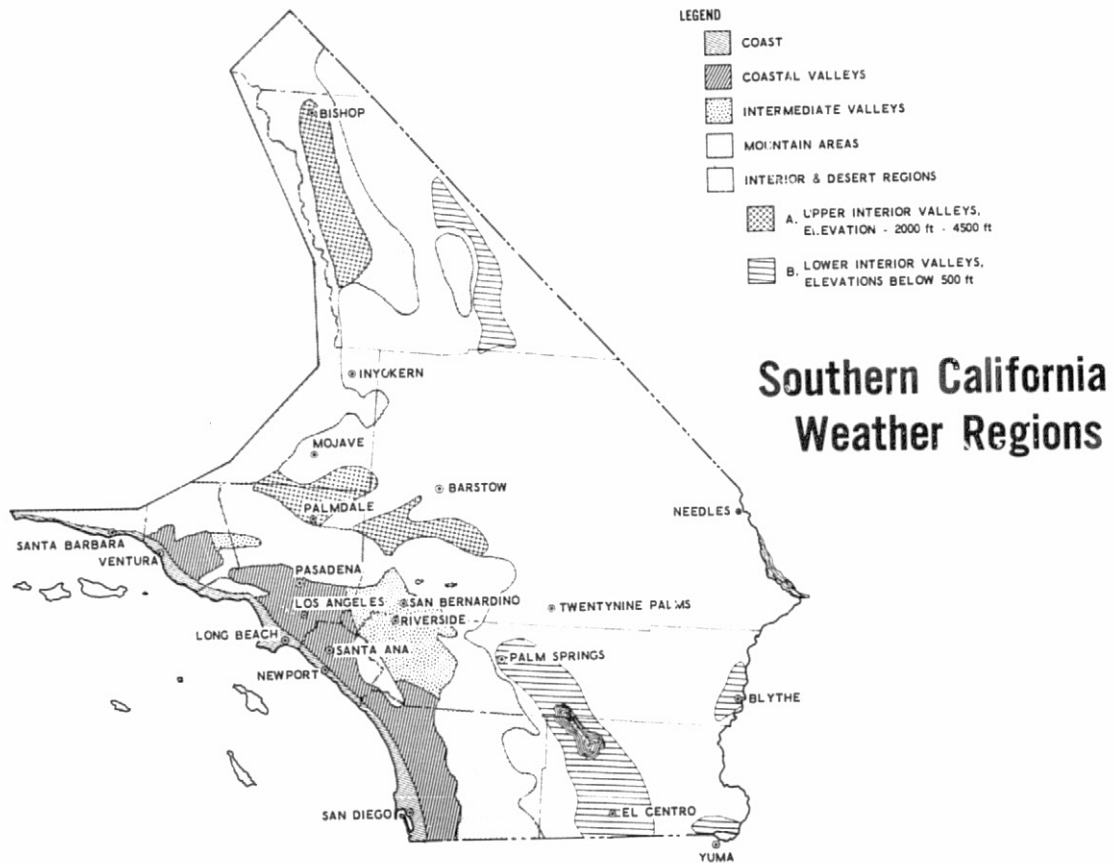 LEGEND
COAST
COASTAL VALLEYS
INTERMEDIATE VALLEYS
MOUNTAIN AREAS
INTERIOR & DESERT REGIONS
A. UPPER INTERIOR VALLEYS,
ELEVATION - 2000 ft - 4500 ft
B. LOWER INTERIOR VALLEYS,
ELEVATIONS BELOW 500 ft
Southern California
Weather Regions
BISHOP
INYOKERN
MOJAVE
BARSTOW
PALMDALE
NEEDLES
SANTA BARBARA
VENTURA
PASADENA
LOS ANGELES
SAN BERNARDINO
TWENTYNINE PALMS
RIVERSIDE
LONG BEACH
SANTA ANA
PALM SPRINGS
NEWPORT
BLYTHE
SAN DIEGO
EL CENTRO
YUMA